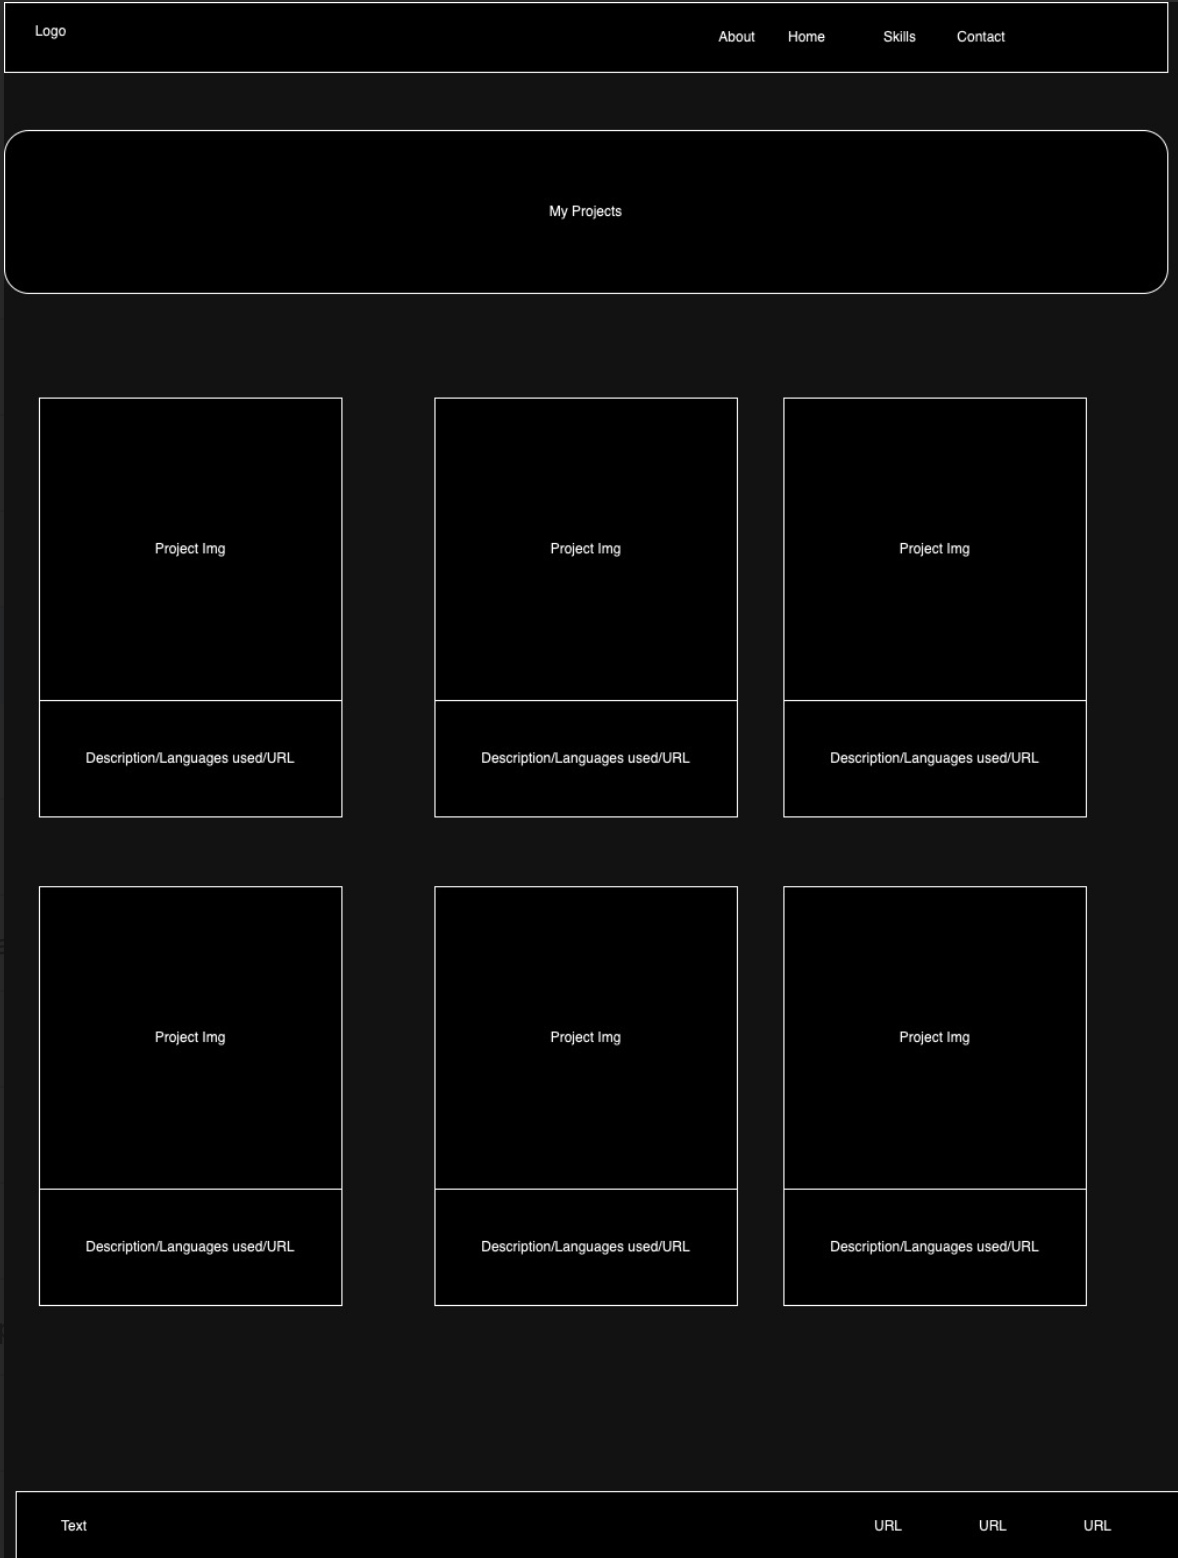 Logo
About Home Skills Contact
My Projects
Project Img Project Img Project Img
Description/Languages used/URL Description/Languages used/URL Description/Languages used/URL
Project Img Project Img Project Img
Description/Languages used/URL Description/Languages used/URL Description/Languages used/URL
Text URL URL URL